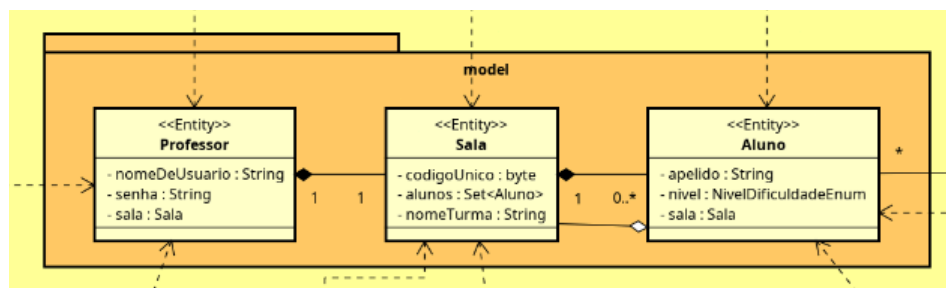 model
<<Entity>>
Professor
- nomeDeUsuario : String
- senha : String
- sala : Sala
1
1
<<Entity>>
Sala
- codigoUnico : byte
- alunos : Set<Aluno>
- nomeTurma : String
1
0..*
<<Entity>>
Aluno
- apelido : String
- nivel : NivelDificuldadeEnum
- sala : Sala
*